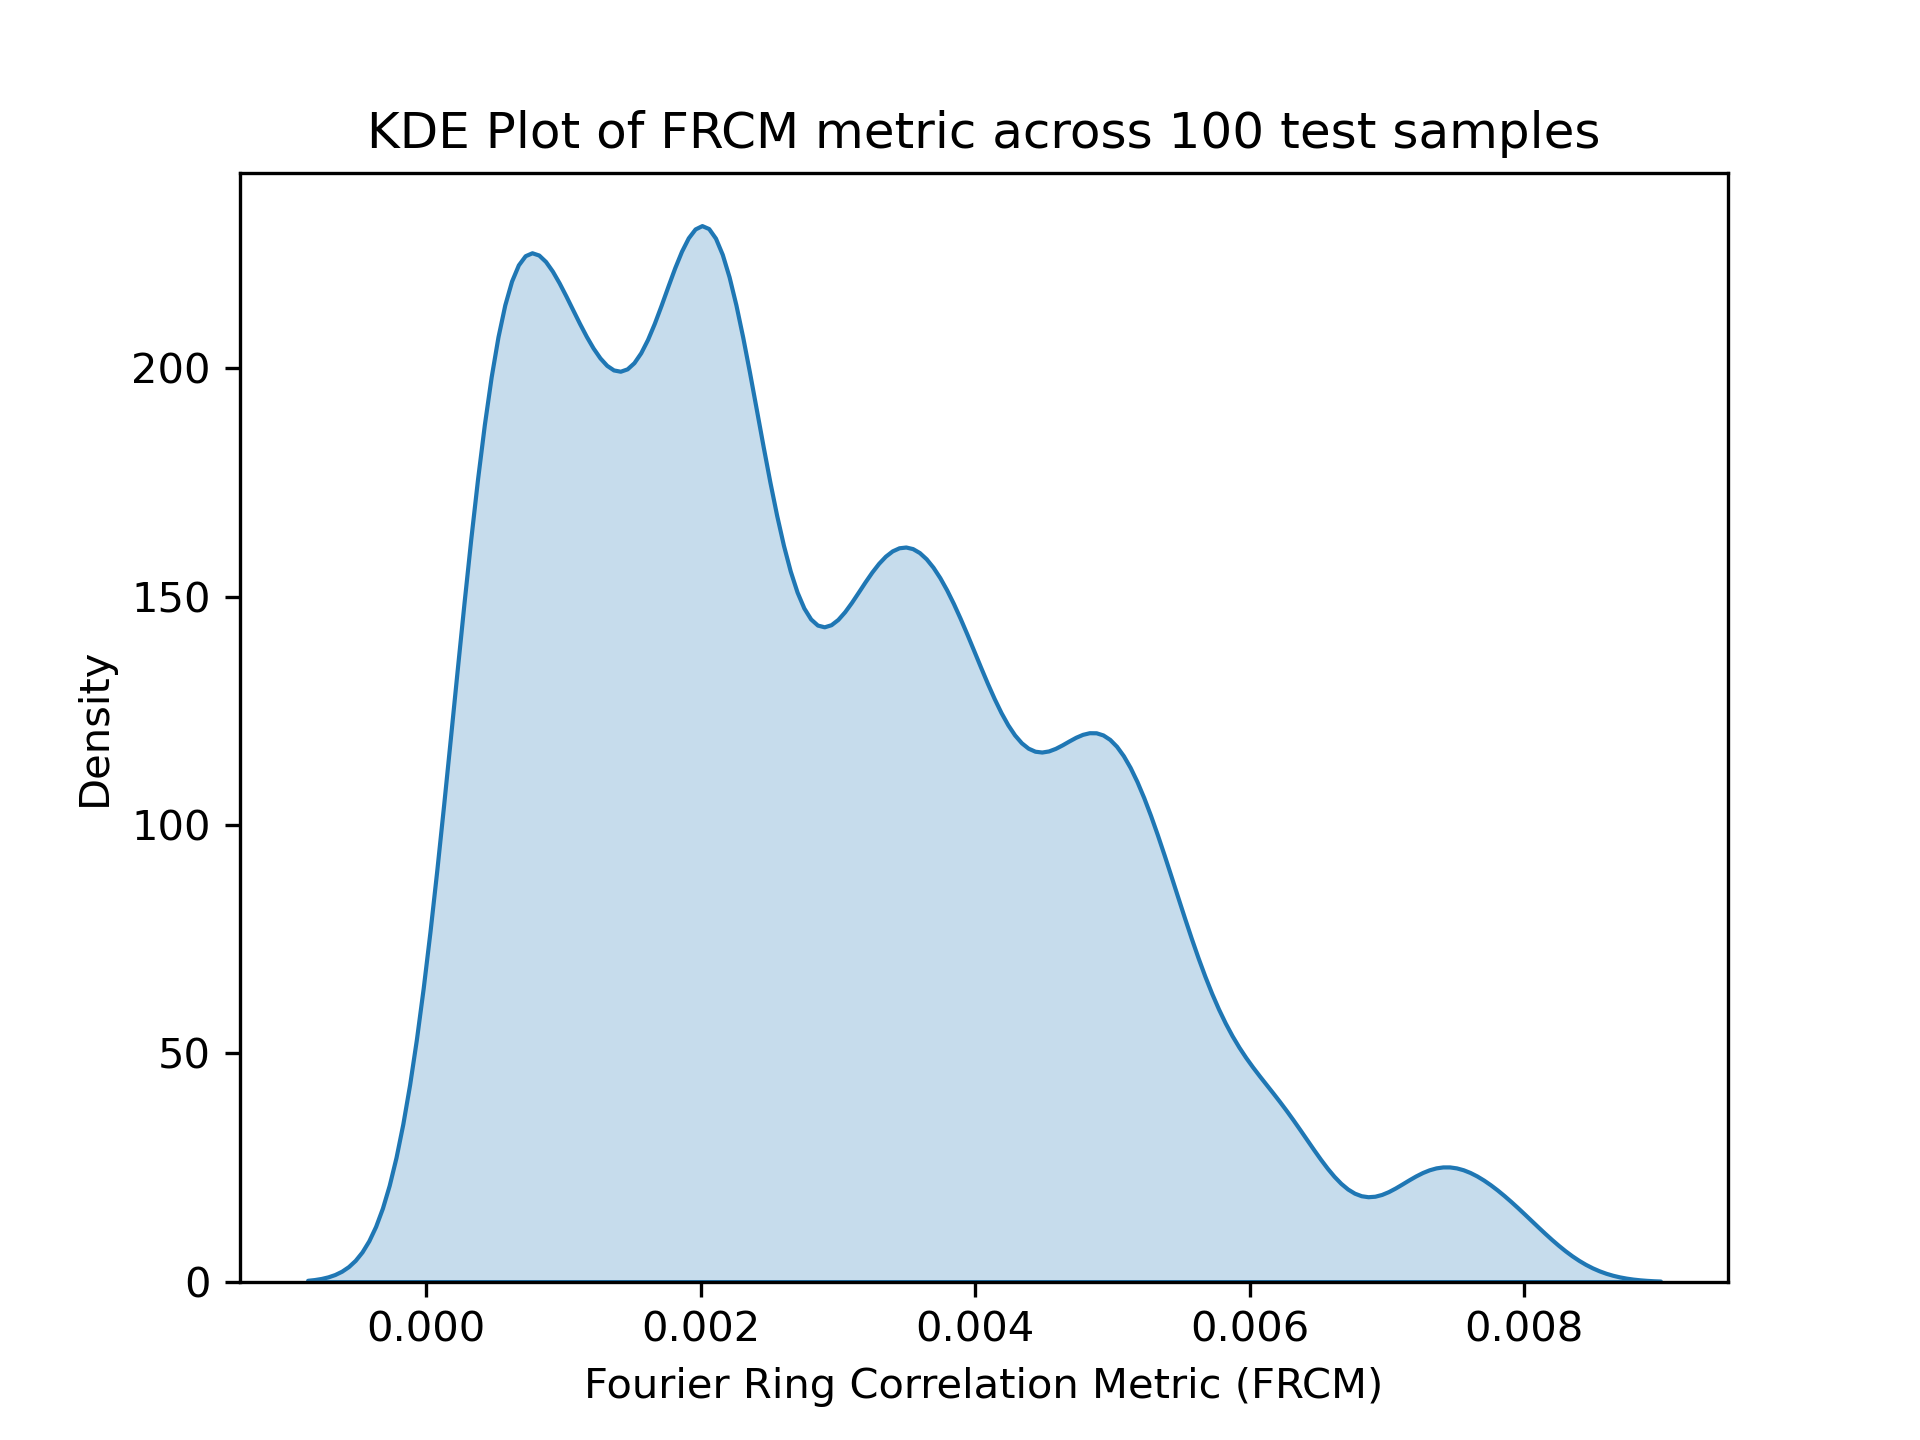 KDE Plot of FRCM metric across 100 test samples
200
150
100
50
0
Density
0.000 0.002 0.004 0.006 0.008
Fourier Ring Correlation Metric (FRCM)